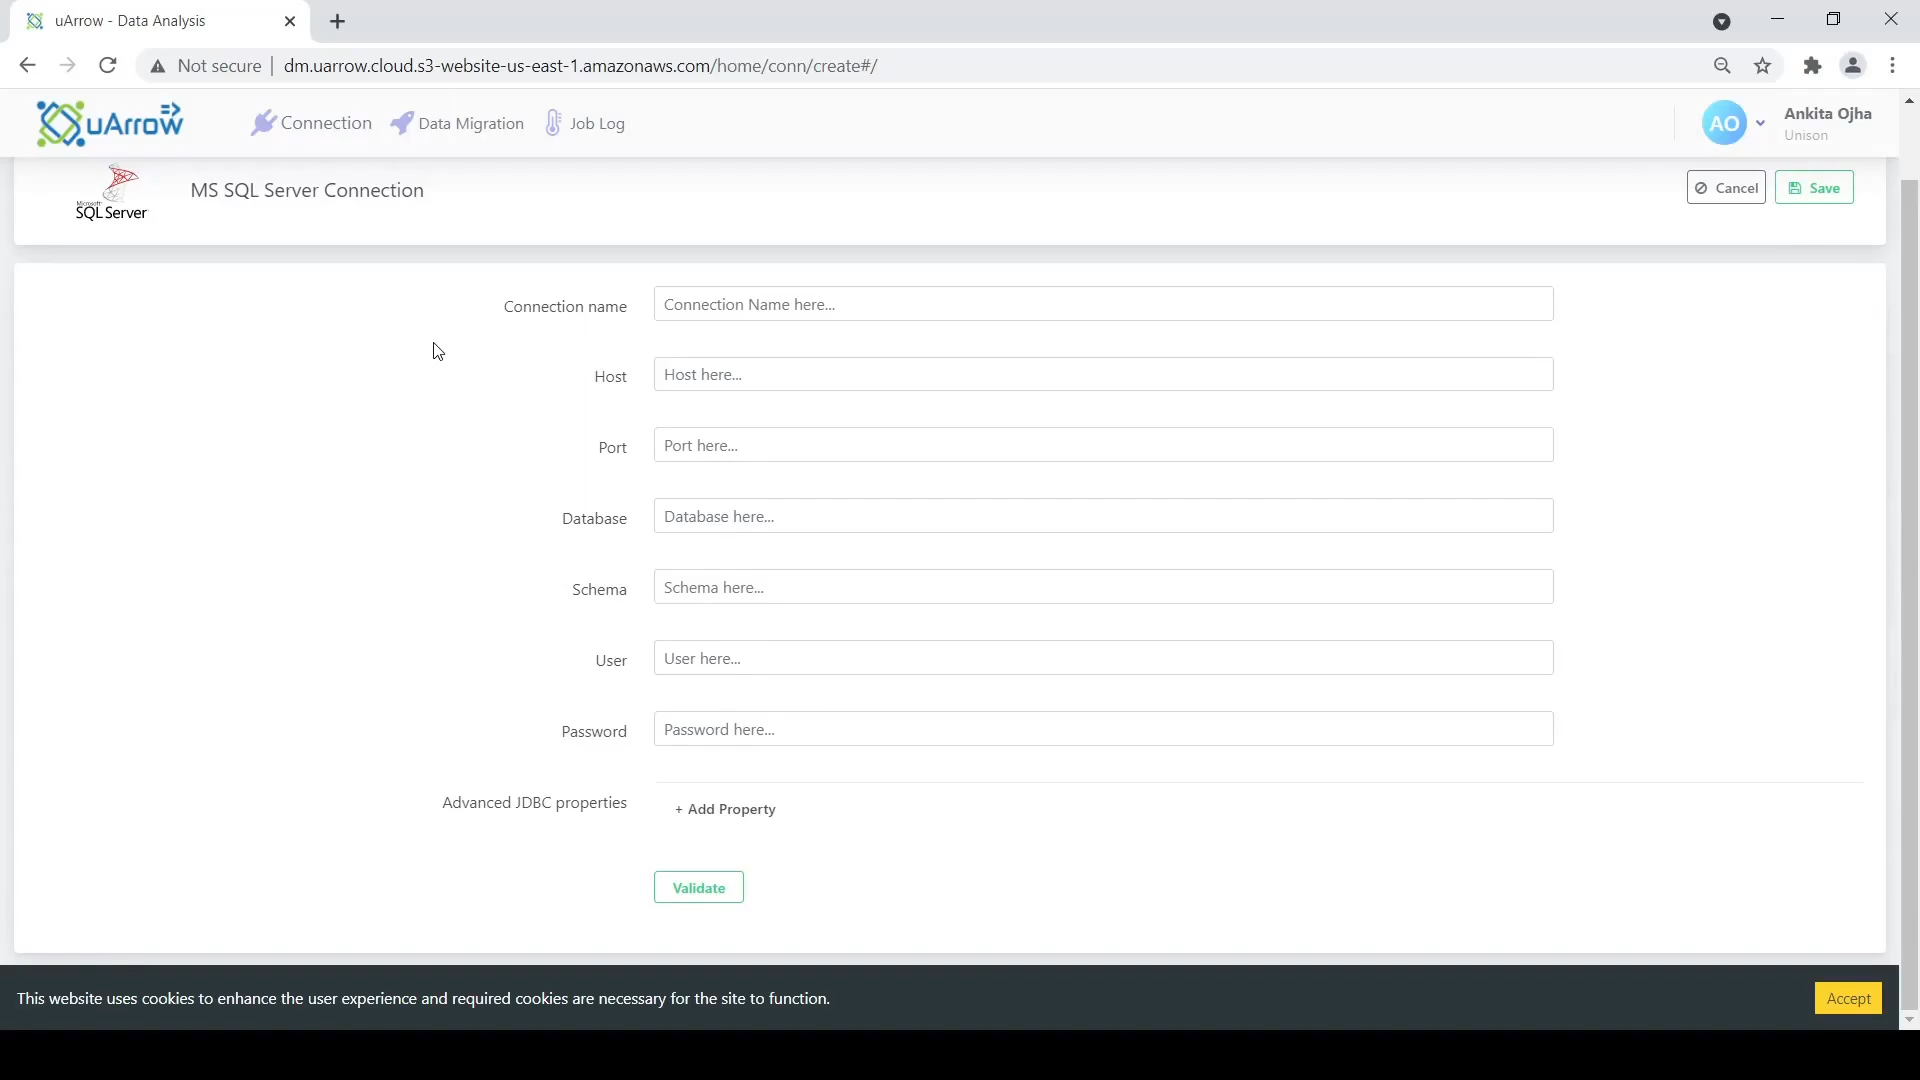 uArrow - Data Analysis
Not secure | dm.uarrow.cloud.s3-website-us-east-1.amazonaws.com/home/conn/create#/
uArrow
Connection
Data Migration
Job Log
AO
Ankita Ojha
Unison
Microsoft
SQL Server
MS SQL Server Connection
Cancel
Save
Connection name
Connection Name here...
Host
Host here...
Port
Port here...
Database
Database here...
Schema
Schema here...
User
User here...
Password
Password here...
Advanced JDBC properties
+ Add Property
Validate
This website uses cookies to enhance the user experience and required cookies are necessary for the site to function.
Accept